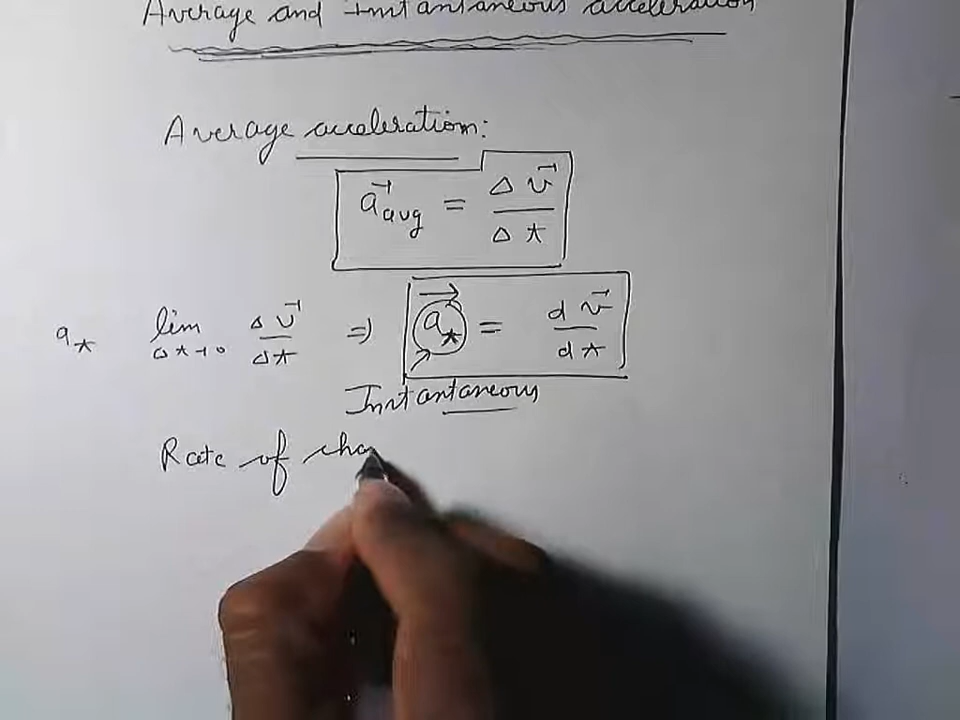 Average and Instantaneous acceleration
Average acceleration:
a⃗avg = Δv⃗/Δt
at lim Δt→0 Δv⃗/Δt ⇒ a⃗t = dv⃗/dt
Instantaneous
Rate of cha